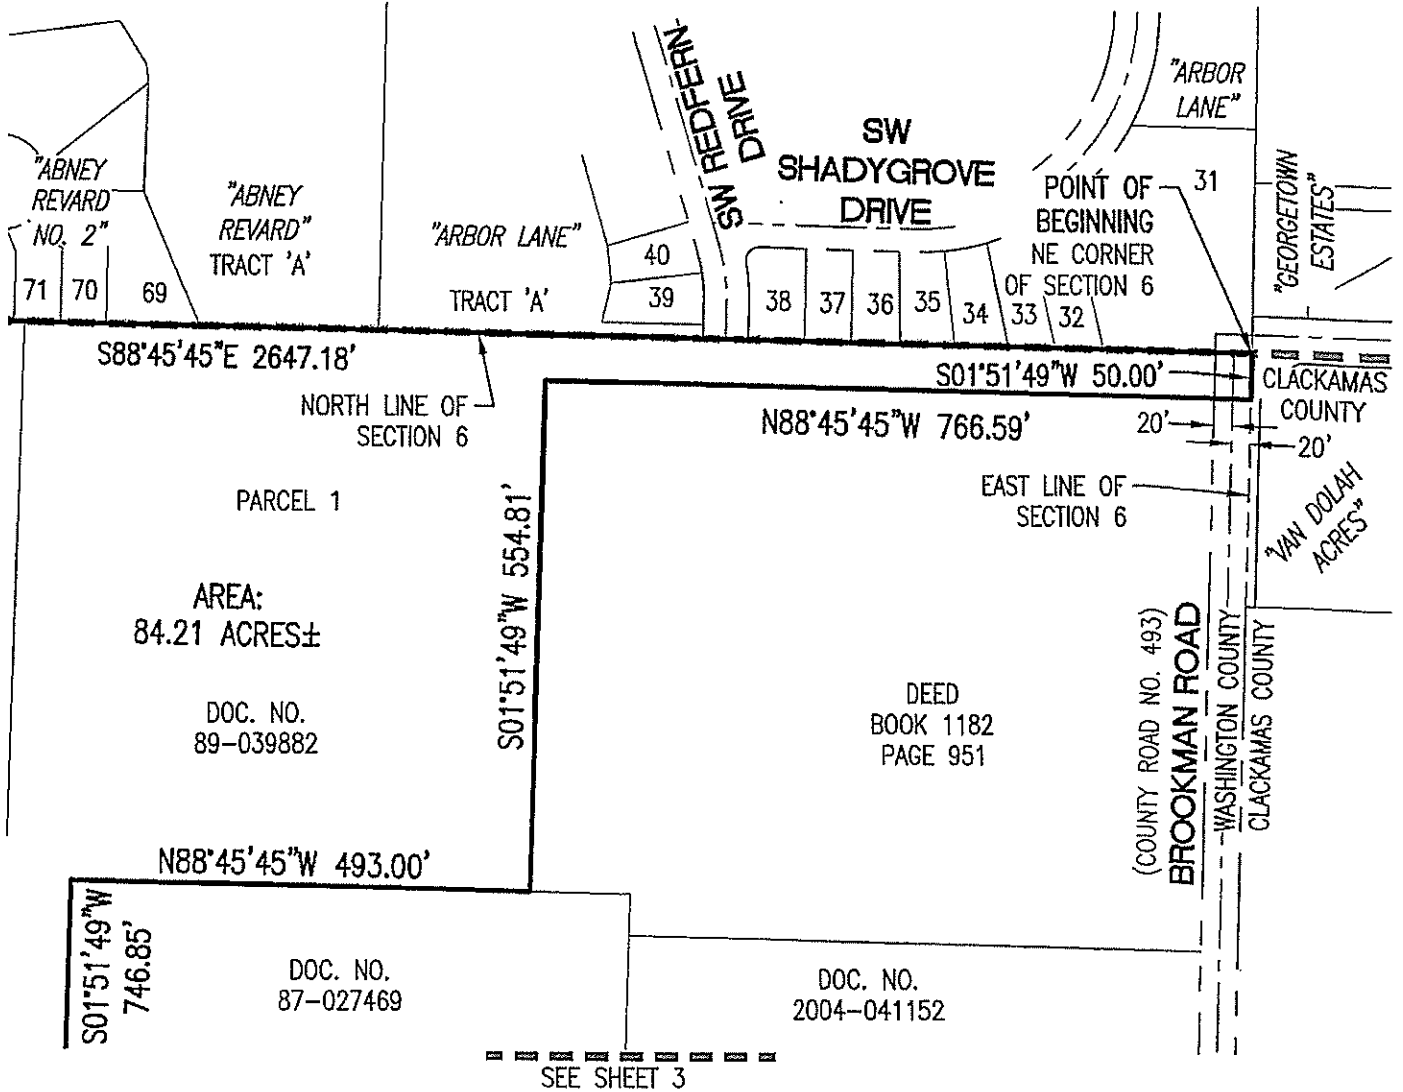 "ABNEY
REVARD
NO. 2"
71
70
69
"ABNEY
REVARD"
TRACT 'A'
"ARBOR LANE"
TRACT 'A'
40
39
SW REDFERN
DRIVE
SW
SHADYGROVE
DRIVE
38
37
36
35
34
33
32
31
"ARBOR
LANE"
POINT OF
BEGINNING
NE CORNER
OF SECTION 6
"GEORGETOWN
ESTATES"
S88°45'45"E 2647.18'
NORTH LINE OF
SECTION 6
S01°51'49"W 50.00'
N88°45'45"W 766.59'
CLACKAMAS
COUNTY
20'
20'
EAST LINE OF
SECTION 6
"VAN DOLAH
ACRES"
PARCEL 1
AREA:
84.21 ACRES±
DOC. NO.
89-039882
S01°51'49"W 554.81'
DEED
BOOK 1182
PAGE 951
(COUNTY ROAD NO. 493)
BROOKMAN ROAD
WASHINGTON COUNTY
CLACKAMAS COUNTY
N88°45'45"W 493.00'
S01°51'49"W
746.85'
DOC. NO.
87-027469
DOC. NO.
2004-041152
SEE SHEET 3